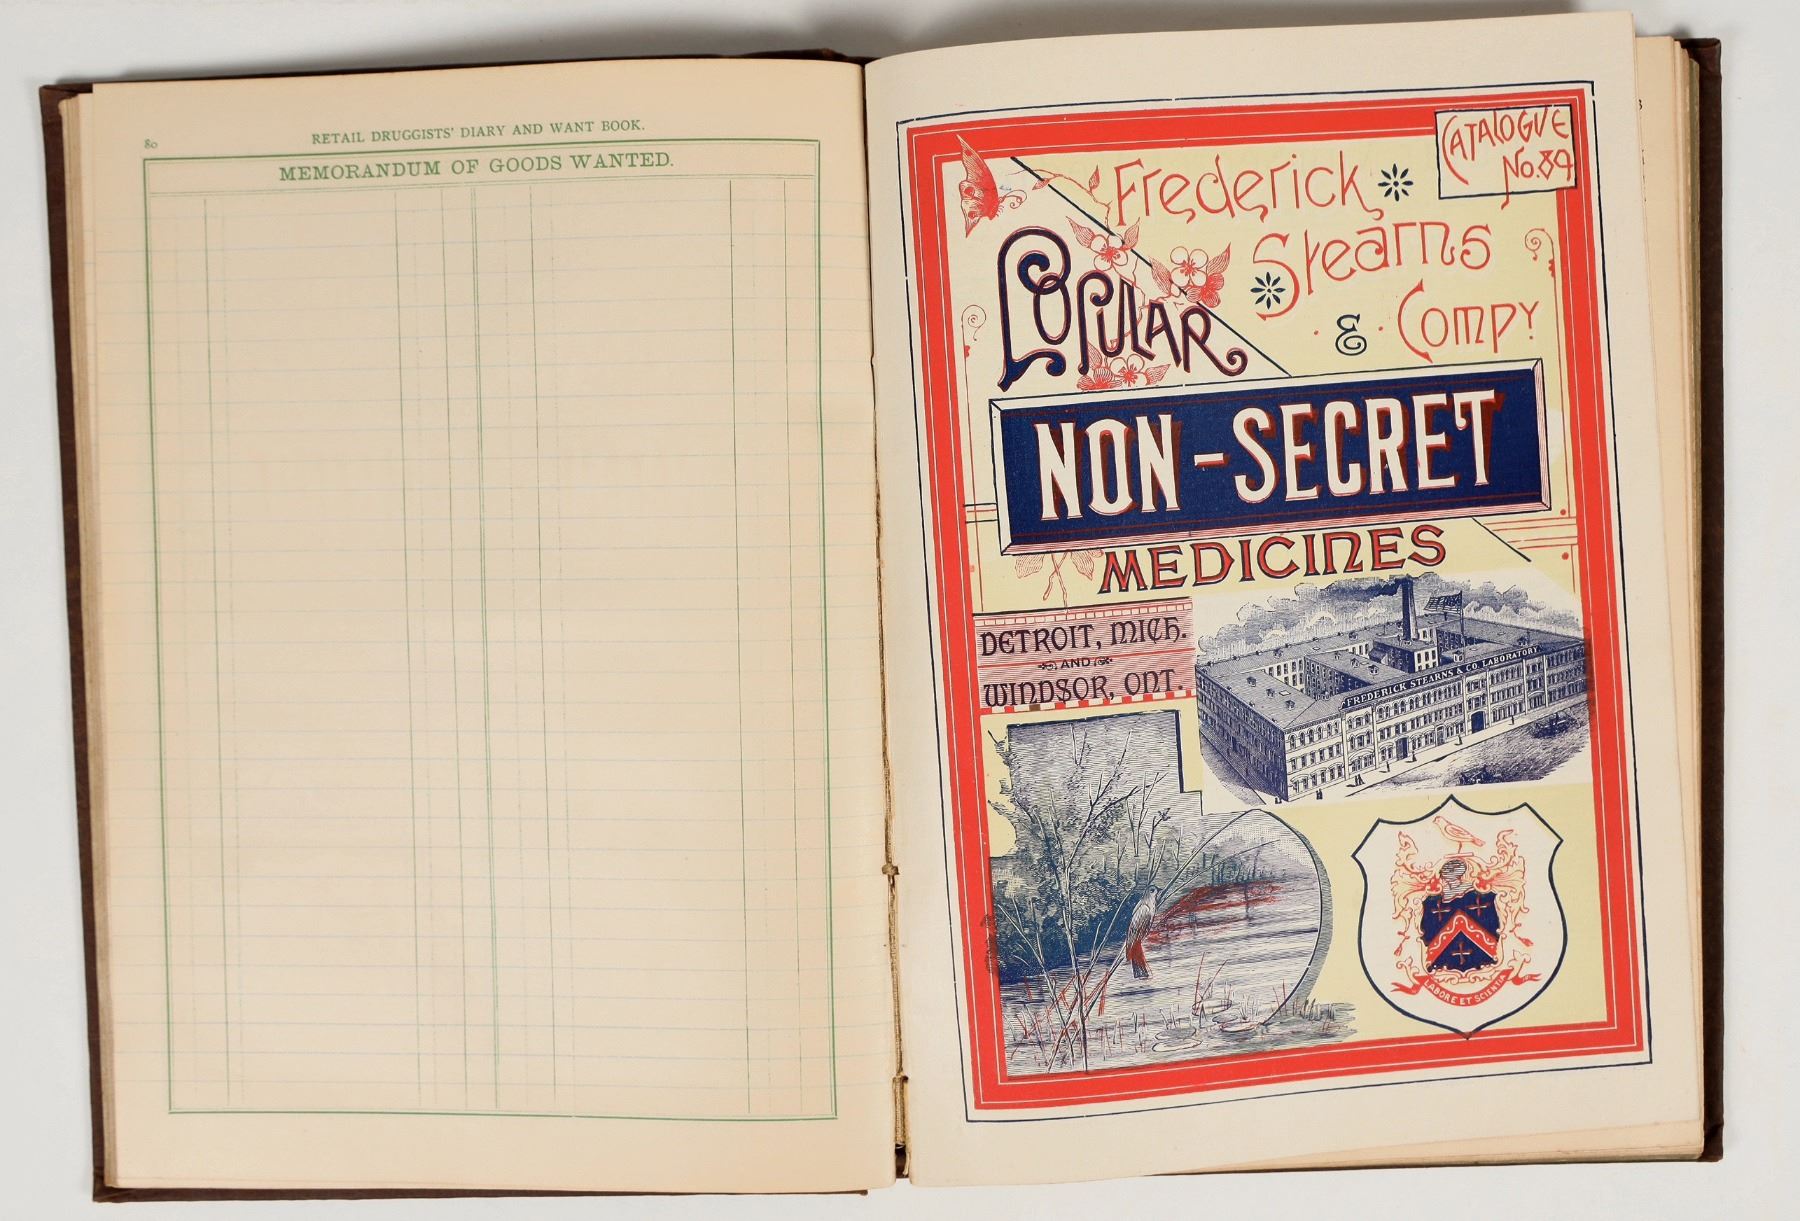 80
RETAIL DRUGGISTS' DIARY AND WANT BOOK.
MEMORANDUM OF GOODS WANTED.
CATALOGUE
No. 89
Frederick
Stearns
& Compy.
POPULAR
NON-SECRET
MEDICINES
DETROIT, MICH.
AND
WINDSOR, ONT.
FREDERICK STEARNS & CO. LABORATORY
LABORE ET SCIENTIA